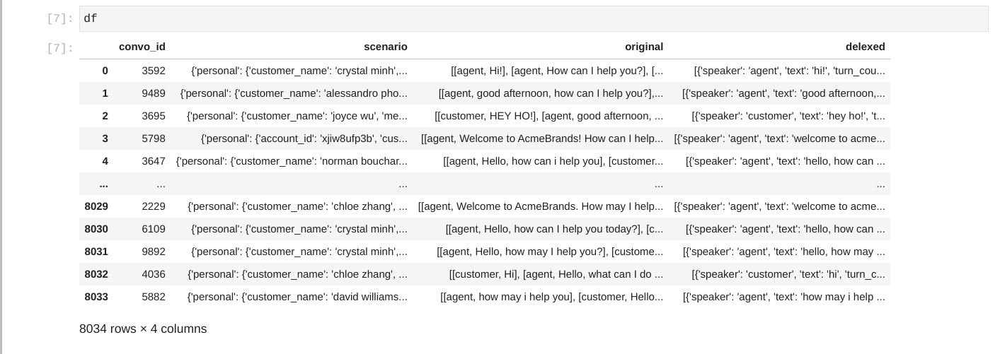 [7]: df
[7]: convo_id scenario original delexed
0 3592 {'personal': {'customer_name': 'crystal minh',... [[agent, Hi!], [agent, How can I help you?], [... [{'speaker': 'agent', 'text': 'hi!', 'turn_cou...
1 9489 {'personal': {'customer_name': 'alessandro pho... [[agent, good afternoon, how can I help you?],... [{'speaker': 'agent', 'text': 'good afternoon,...
2 3695 {'personal': {'customer_name': 'joyce wu', 'me... [[customer, HEY HO!], [agent, good afternoon, ... [{'speaker': 'customer', 'text': 'hey ho!', 't...
3 5798 {'personal': {'account_id': 'xjiw8ufp3b', 'cus... [[agent, Welcome to AcmeBrands! How can I help... [{'speaker': 'agent', 'text': 'welcome to acme...
4 3647 {'personal': {'customer_name': 'norman bouchar... [[agent, Hello, how can i help you], [customer... [{'speaker': 'agent', 'text': 'hello, how can ...
... ... ... ... ...
8029 2229 {'personal': {'customer_name': 'chloe zhang', ... [[agent, Welcome to AcmeBrands. How may I help... [{'speaker': 'agent', 'text': 'welcome to acme...
8030 6109 {'personal': {'customer_name': 'crystal minh',... [[agent, Hello, how can I help you today?], [c... [{'speaker': 'agent', 'text': 'hello, how can ...
8031 9892 {'personal': {'customer_name': 'crystal minh',... [[agent, Hello, how may I help you?], [custome... [{'speaker': 'agent', 'text': 'hello, how may ...
8032 4036 {'personal': {'customer_name': 'chloe zhang', ... [[customer, Hi], [agent, Hello, what can I do ... [{'speaker': 'customer', 'text': 'hi', 'turn_c...
8033 5882 {'personal': {'customer_name': 'david williams... [[agent, how may i help you], [customer, Hello... [{'speaker': 'agent', 'text': 'how may i help ...
8034 rows × 4 columns